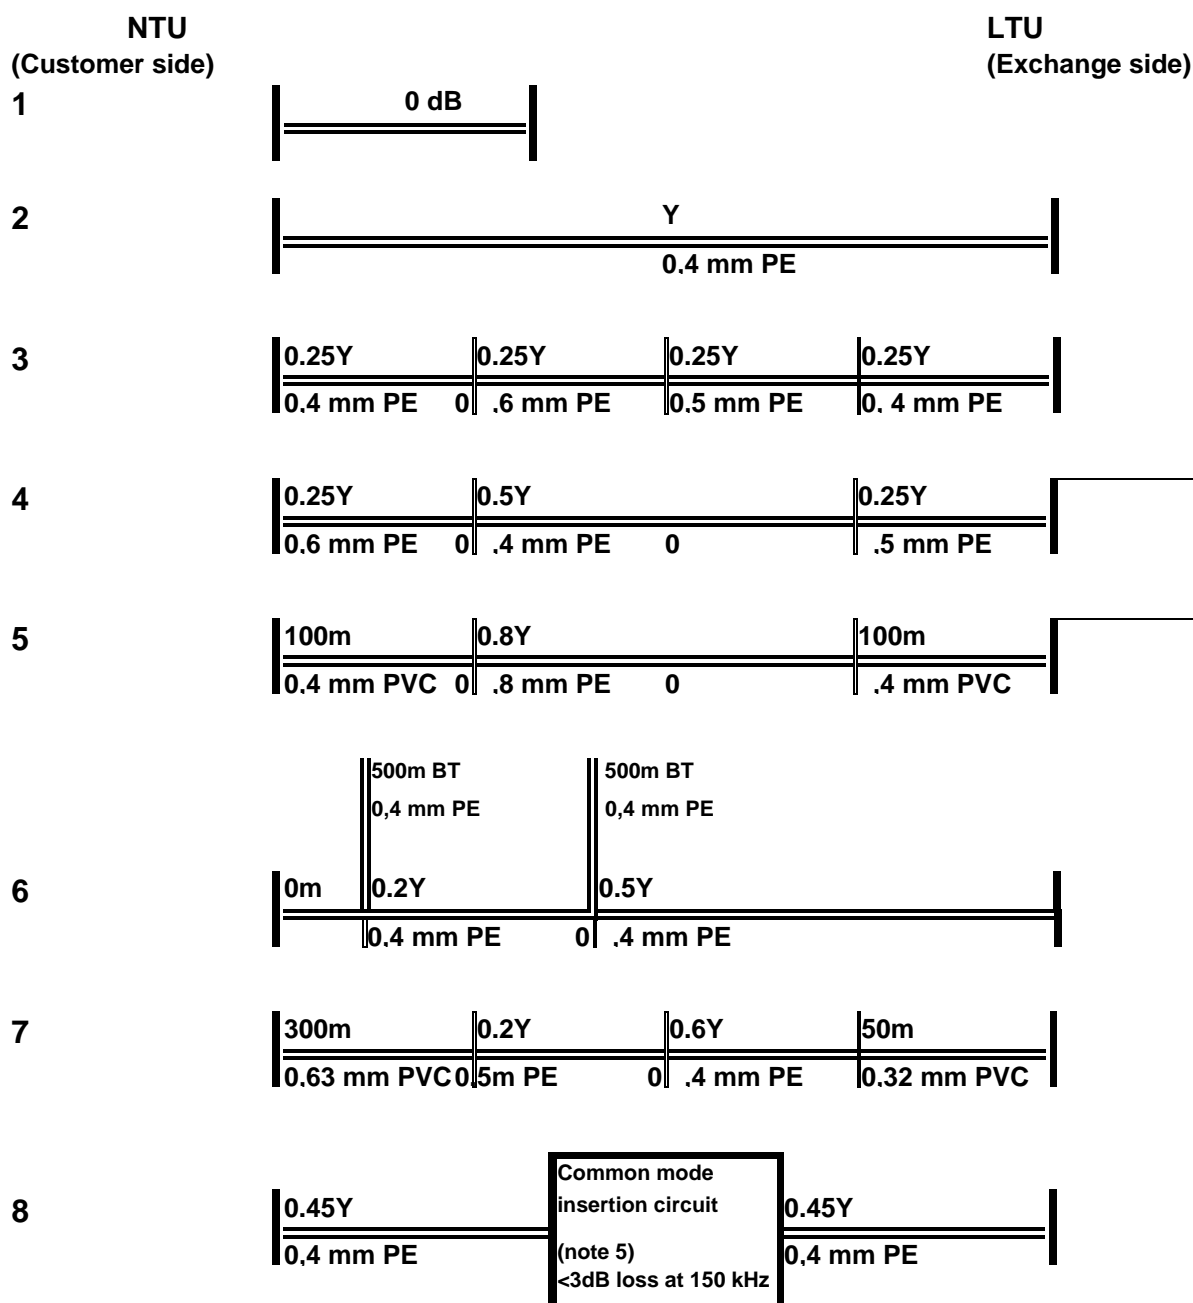 NTU LTU
(Customer side) (Exchange side)
1 0 dB
2 Y
0,4 mm PE
3 0.25Y 0.25Y 0.25Y 0.25Y
0,4 mm PE 0 ,6 mm PE 0,5 mm PE 0, 4 mm PE
4 0.25Y 0.5Y 0.25Y
0,6 mm PE 0 ,4 mm PE 0 ,5 mm PE
5 100m 0.8Y 100m
0,4 mm PVC 0 ,8 mm PE 0 ,4 mm PVC
500m BT 500m BT
0,4 mm PE 0,4 mm PE
6 0m 0.2Y 0.5Y
0,4 mm PE 0 ,4 mm PE
7 300m 0.2Y 0.6Y 50m
0,63 mm PVC 0,5m PE 0 ,4 mm PE 0,32 mm PVC
Common mode
8 0.45Y insertion circuit 0.45Y
0,4 mm PE (note 5) 0,4 mm PE
<3dB loss at 150 kHz